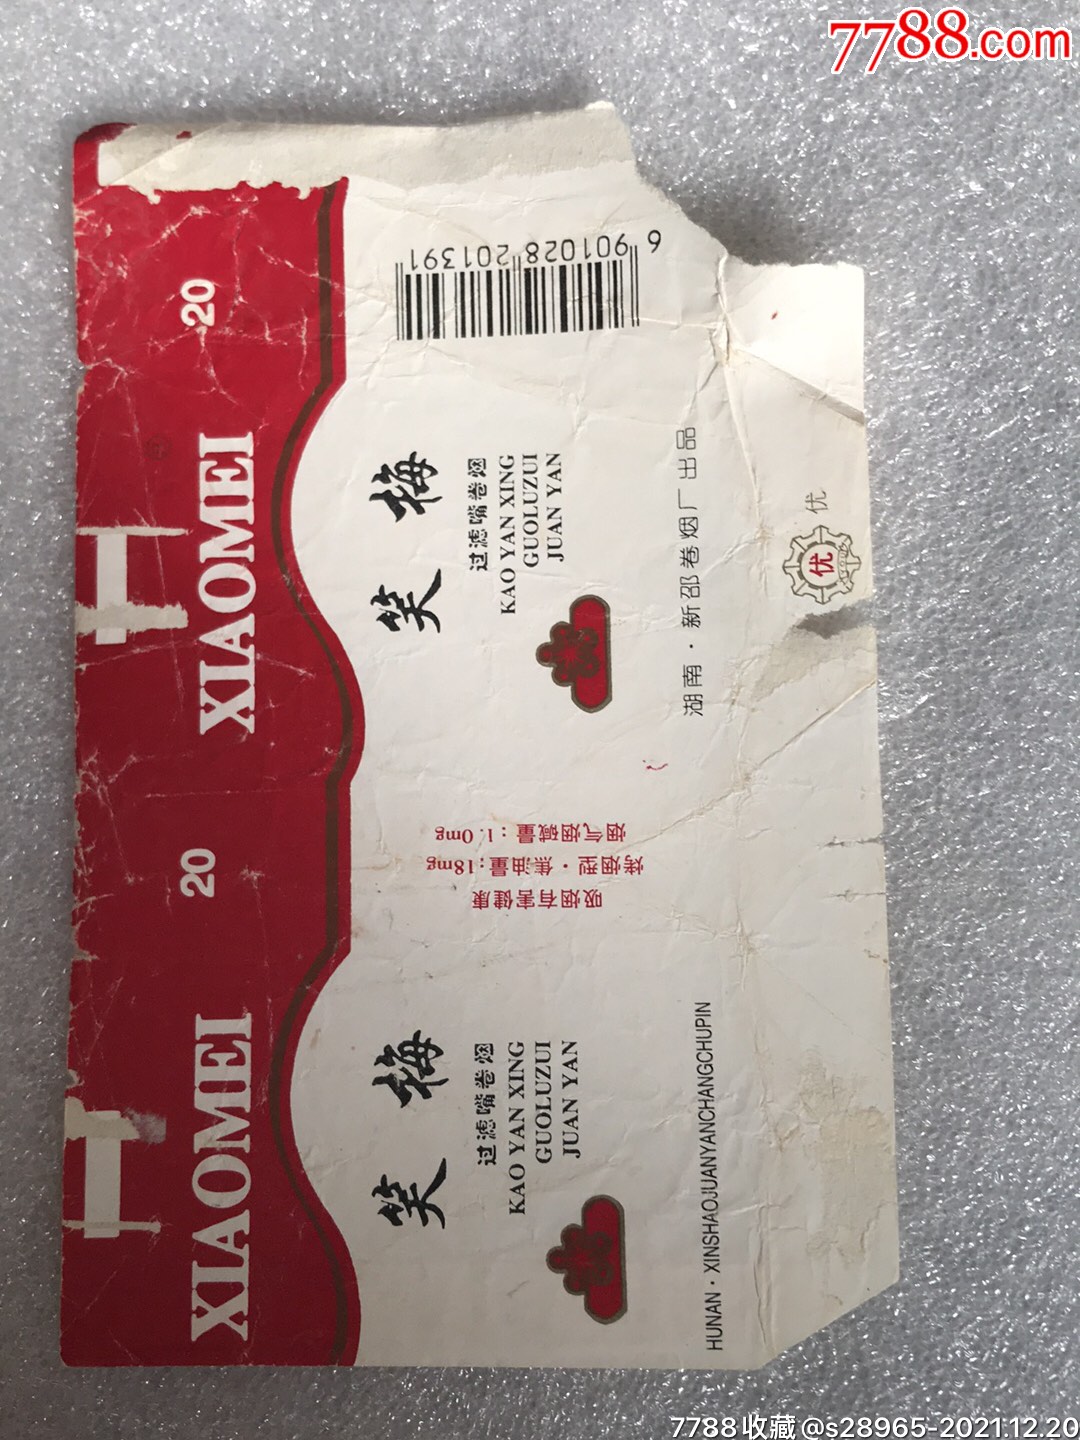 7788.com
20
XIAOMEI
笑梅
过滤嘴卷烟
KAO YAN XING
GUOLUZUI
JUAN YAN
湖南·新邵卷烟厂出品
优
优
6 901028 201391
20
XIAOMEI
笑梅
过滤嘴卷烟
KAO YAN XING
GUOLUZUI
JUAN YAN
HUNAN·XINSHAOJUANYANCHANGCHUPIN
吸烟有害健康
烤烟型·焦油量:18mg
烟气烟碱量:1.0mg
7788收藏@s28965-2021.12.20